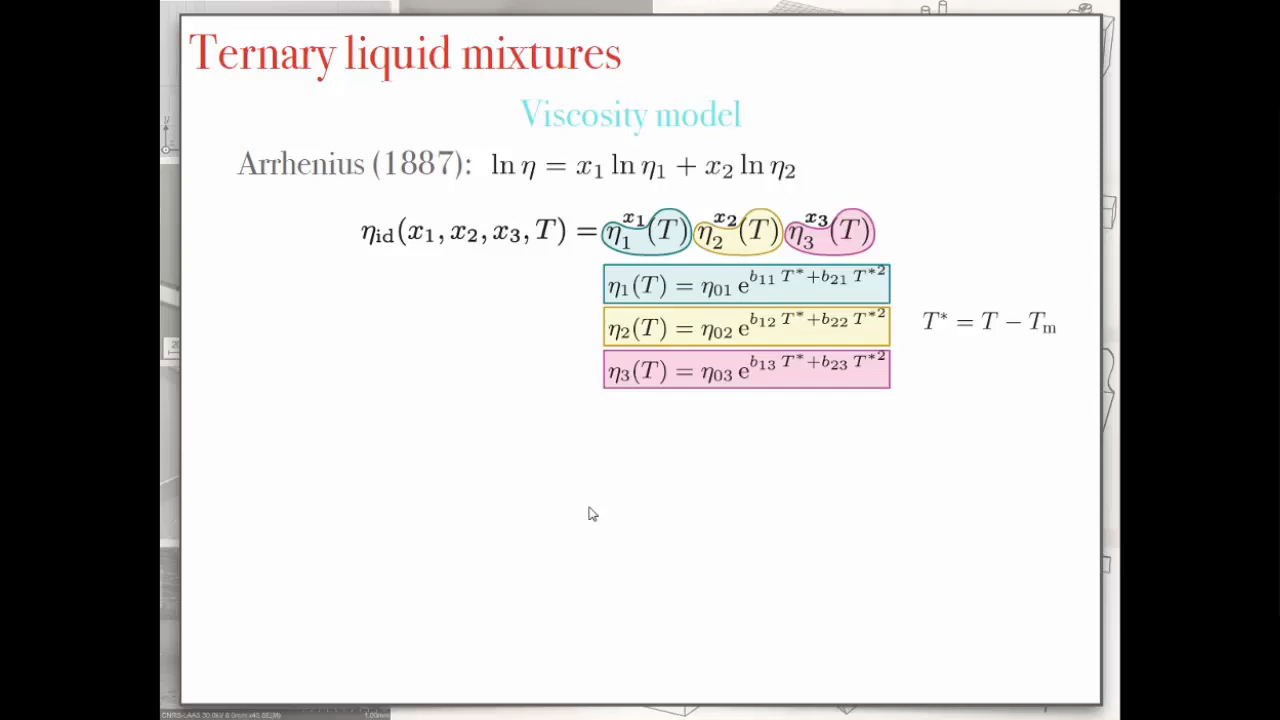 Ternary liquid mixtures
Viscosity model
Arrhenius (1887): ln η = x₁ ln η₁ + x₂ ln η₂
η_id(x₁, x₂, x₃, T) = η₁^x₁(T) η₂^x₂(T) η₃^x₃(T)
η₁(T) = η₀₁ e^(b₁₁ T* + b₂₁ T*²)
η₂(T) = η₀₂ e^(b₁₂ T* + b₂₂ T*²)
T* = T − T_m
η₃(T) = η₀₃ e^(b₁₃ T* + b₂₃ T*²)